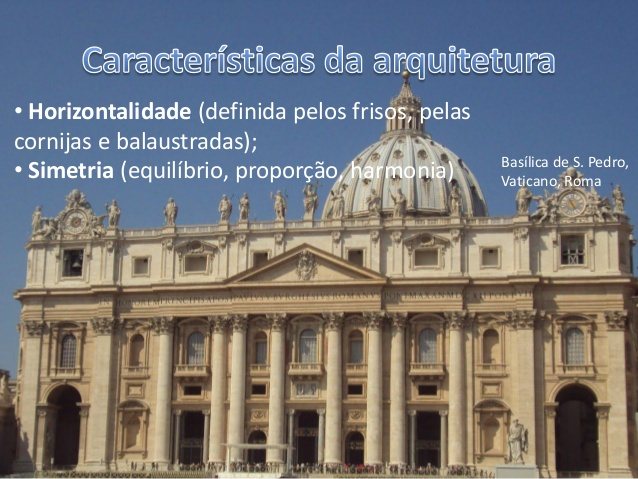 Características da arquitetura
• Horizontalidade (definida pelos frisos, pelas
cornijas e balaustradas);
• Simetria (equilíbrio, proporção, harmonia)
Basílica de S. Pedro,
Vaticano, Roma